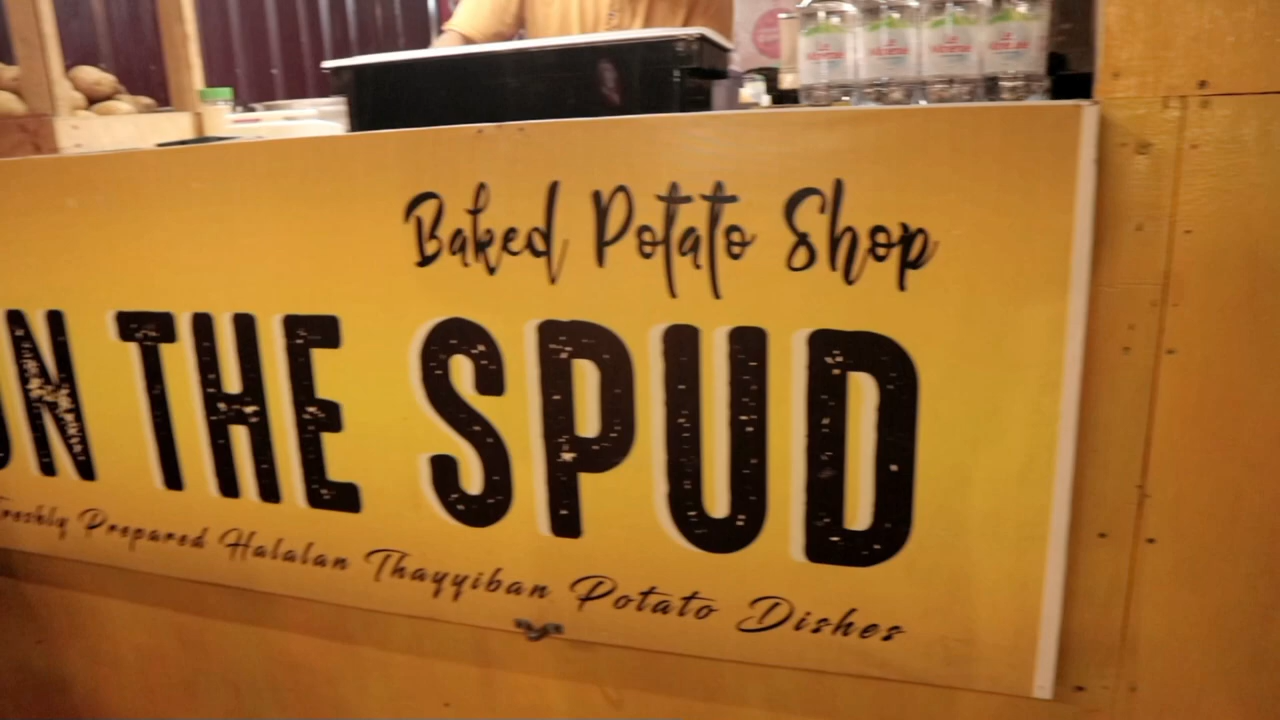 Baked Potato Shop
THE SPUD
Freshly Prepared Halalan Thayyiban Potato Dishes